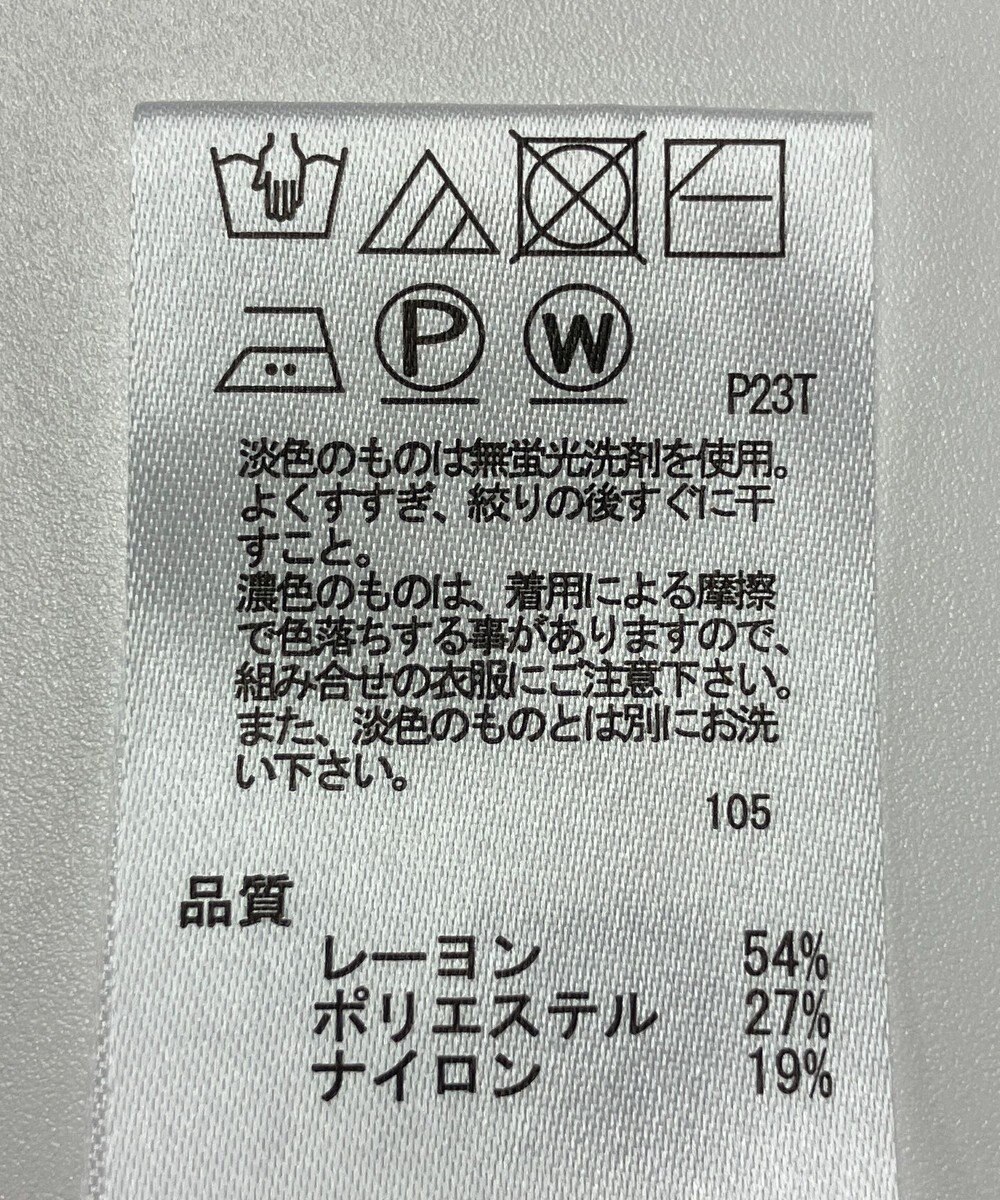 P W
P23T
淡色のものは無蛍光洗剤を使用。
よくすすぎ、絞りの後すぐに干
すこと。
濃色のものは、着用による摩擦
で色落ちする事がありますので、
組み合せの衣服にご注意下さい。
また、淡色のものとは別にお洗
い下さい。
105
品質
レーヨン 54%
ポリエステル 27%
ナイロン 19%